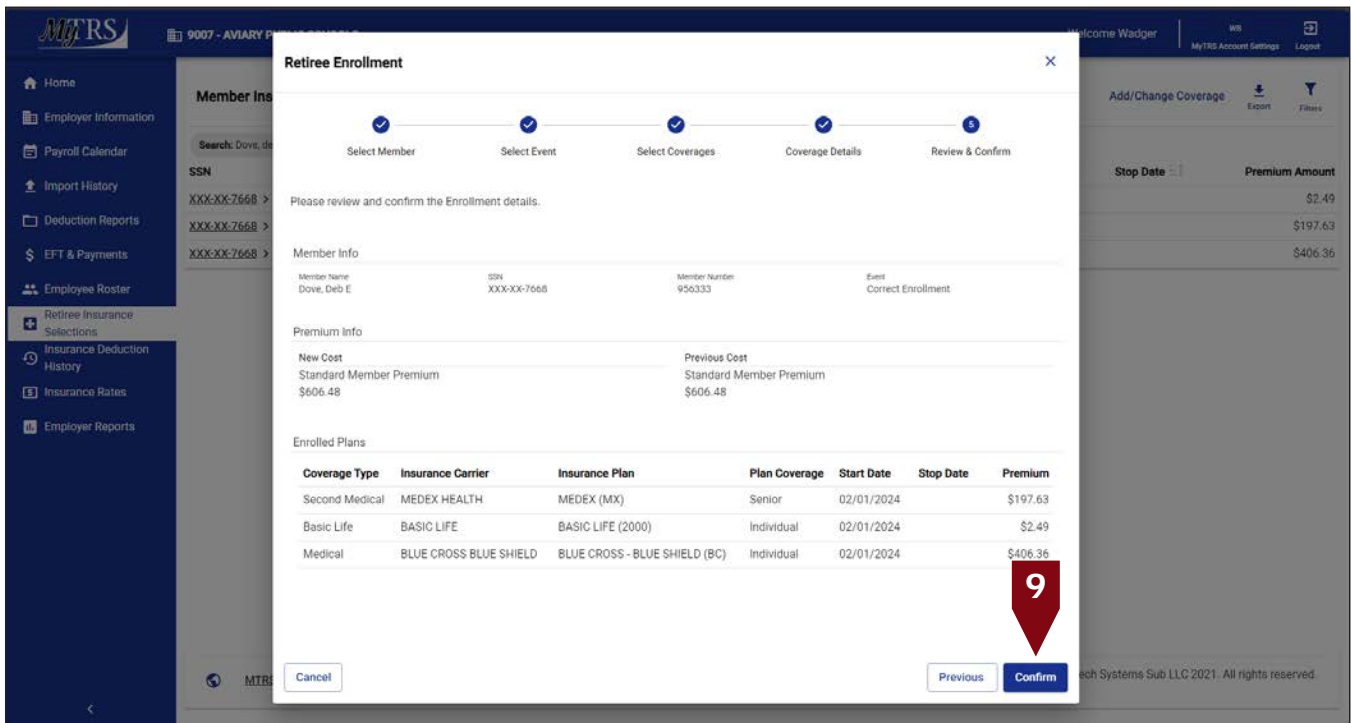 MyTRS
9007 - AVIARY
Welcome Wadger
WB
MyTRS Account Settings
Logout
Home
Employer Information
Payroll Calendar
Import History
Deduction Reports
EFT & Payments
Employee Roster
Retiree Insurance
Selections
Insurance Deduction
History
Insurance Rates
Employer Reports
Member Ins
Add/Change Coverage
Export
Filters
Search: Dove, de
SSN
Stop Date
Premium Amount
XXX-XX-7668 >
$2.49
XXX-XX-7668 >
$197.63
XXX-XX-7668 >
$406.36
Retiree Enrollment
Select Member
Select Event
Select Coverages
Coverage Details
5
Review & Confirm
Please review and confirm the Enrollment details.
Member Info
Member Name
SSN
Member Number
Event
Dove, Deb E
XXX-XX-7668
956333
Correct Enrollment
Premium Info
New Cost
Previous Cost
Standard Member Premium
Standard Member Premium
$606.48
$606.48
Enrolled Plans
Coverage Type Insurance Carrier Insurance Plan Plan Coverage Start Date Stop Date Premium
Second Medical MEDEX HEALTH MEDEX (MX) Senior 02/01/2024 $197.63
Basic Life BASIC LIFE BASIC LIFE (2000) Individual 02/01/2024 $2.49
Medical BLUE CROSS BLUE SHIELD BLUE CROSS - BLUE SHIELD (BC) Individual 02/01/2024 $406.36
9
Cancel
Previous
Confirm
MTRS
ech Systems Sub LLC 2021. All rights reserved.